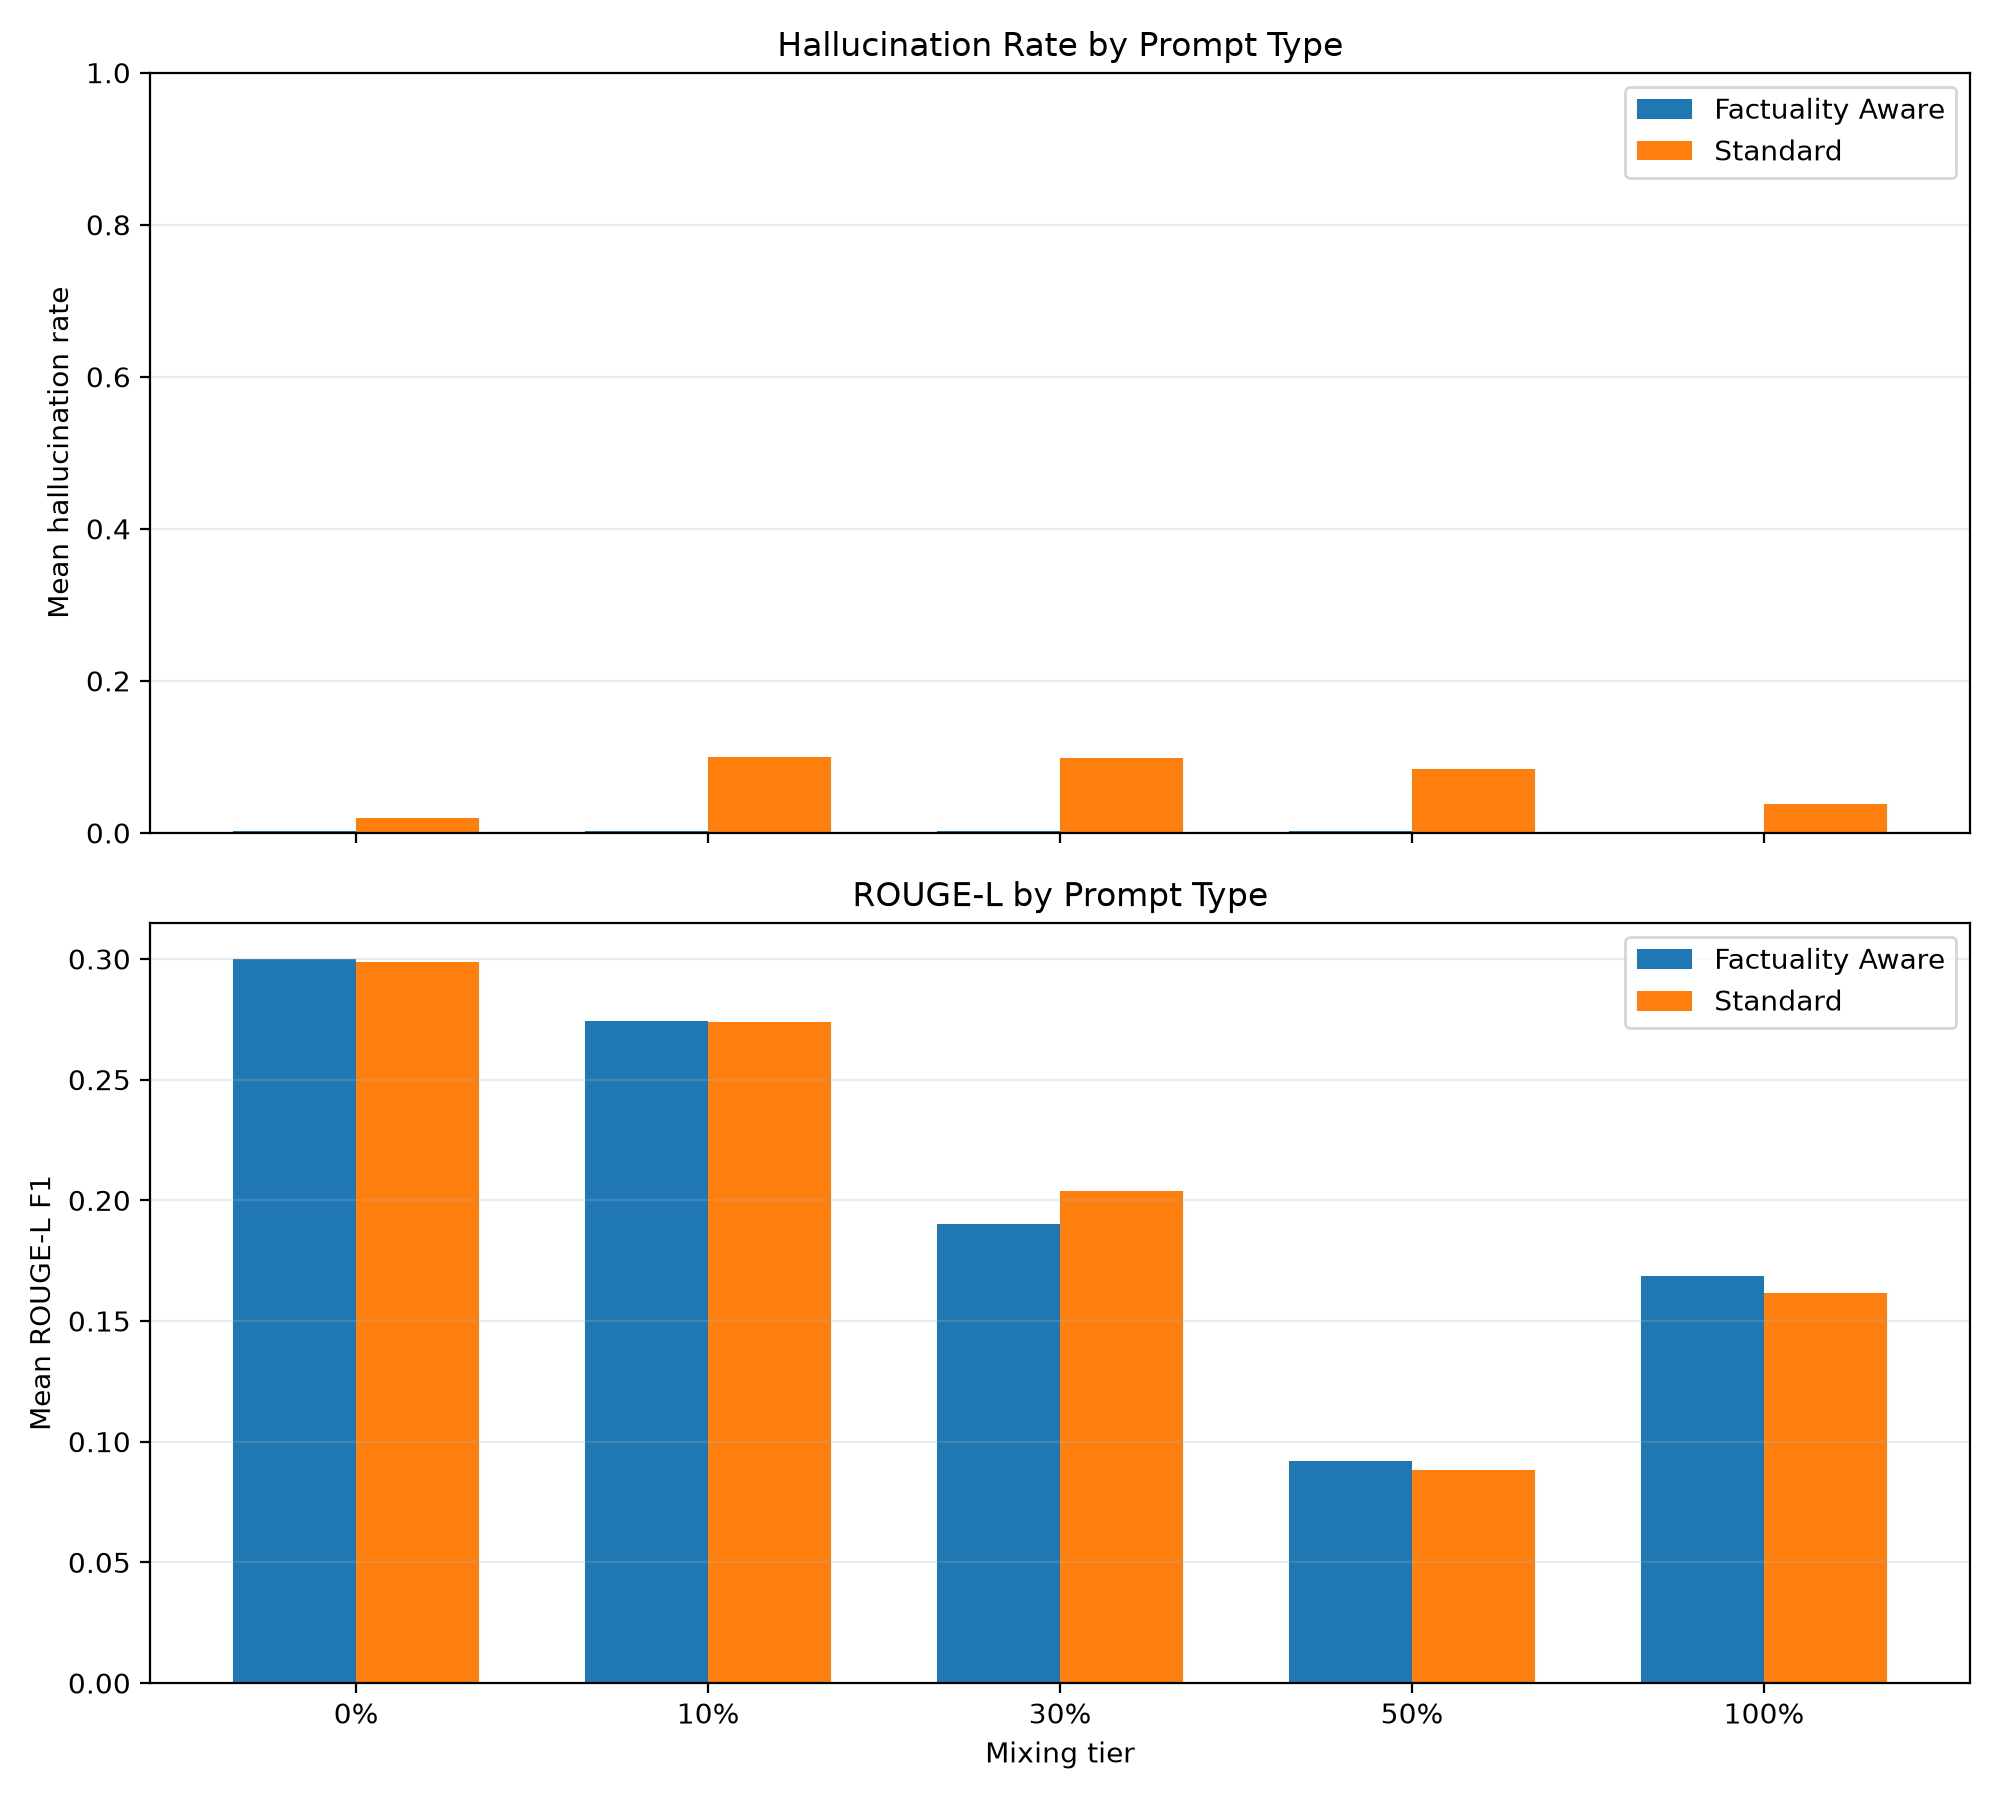 Hallucination Rate by Prompt Type
1.0
0.8
0.6
0.4
0.2
0.0
Mean hallucination rate
Factuality Aware
Standard
ROUGE-L by Prompt Type
0.30
0.25
0.20
0.15
0.10
0.05
0.00
Mean ROUGE-L F1
Factuality Aware
Standard
0%
10%
30%
50%
100%
Mixing tier